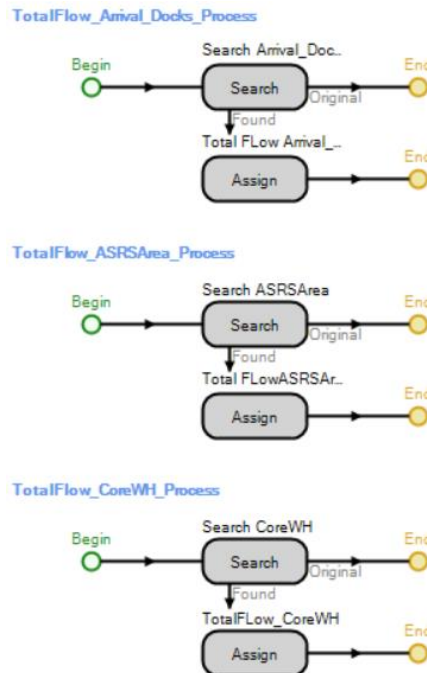 TotalFlow_Arrival_Docks_Process
Search Arrival_Doc...
Begin
End
Search
Original
Found
Total FLow Arrival_...
End
Assign
TotalFlow_ASRSArea_Process
Search ASRSArea
Begin
End
Search
Original
Found
Total FLowASRSAr...
End
Assign
TotalFlow_CoreWH_Process
Search CoreWH
Begin
End
Search
Original
Found
TotalFLow_CoreWH
End
Assign